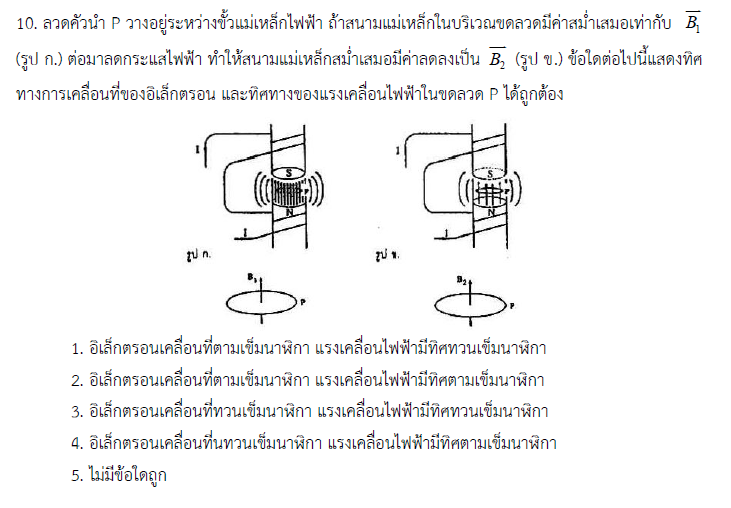 10. ลวดตัวนำ P วางอยู่ระหว่างขั้วแม่เหล็กไฟฟ้า ถ้าสนามแม่เหล็กในบริเวณขดลวดมีค่าสม่ำเสมอเท่ากับ B₁
(รูป ก.) ต่อมาลดกระแสไฟฟ้า ทำให้สนามแม่เหล็กสม่ำเสมอมีค่าลดลงเป็น B₂ (รูป ข.) ข้อใดต่อไปนี้แสดงทิศ
ทางการเคลื่อนที่ของอิเล็กตรอน และทิศทางของแรงเคลื่อนไฟฟ้าในขดลวด P ได้ถูกต้อง
I I
S S
P P
N N
I I
รูป ก. รูป ข.
B₁ B₂
P P
1. อิเล็กตรอนเคลื่อนที่ตามเข็มนาฬิกา แรงเคลื่อนไฟฟ้ามีทิศทวนเข็มนาฬิกา
2. อิเล็กตรอนเคลื่อนที่ตามเข็มนาฬิกา แรงเคลื่อนไฟฟ้ามีทิศตามเข็มนาฬิกา
3. อิเล็กตรอนเคลื่อนที่ทวนเข็มนาฬิกา แรงเคลื่อนไฟฟ้ามีทิศทวนเข็มนาฬิกา
4. อิเล็กตรอนเคลื่อนที่นทวนเข็มนาฬิกา แรงเคลื่อนไฟฟ้ามีทิศตามเข็มนาฬิกา
5. ไม่มีข้อใดถูก